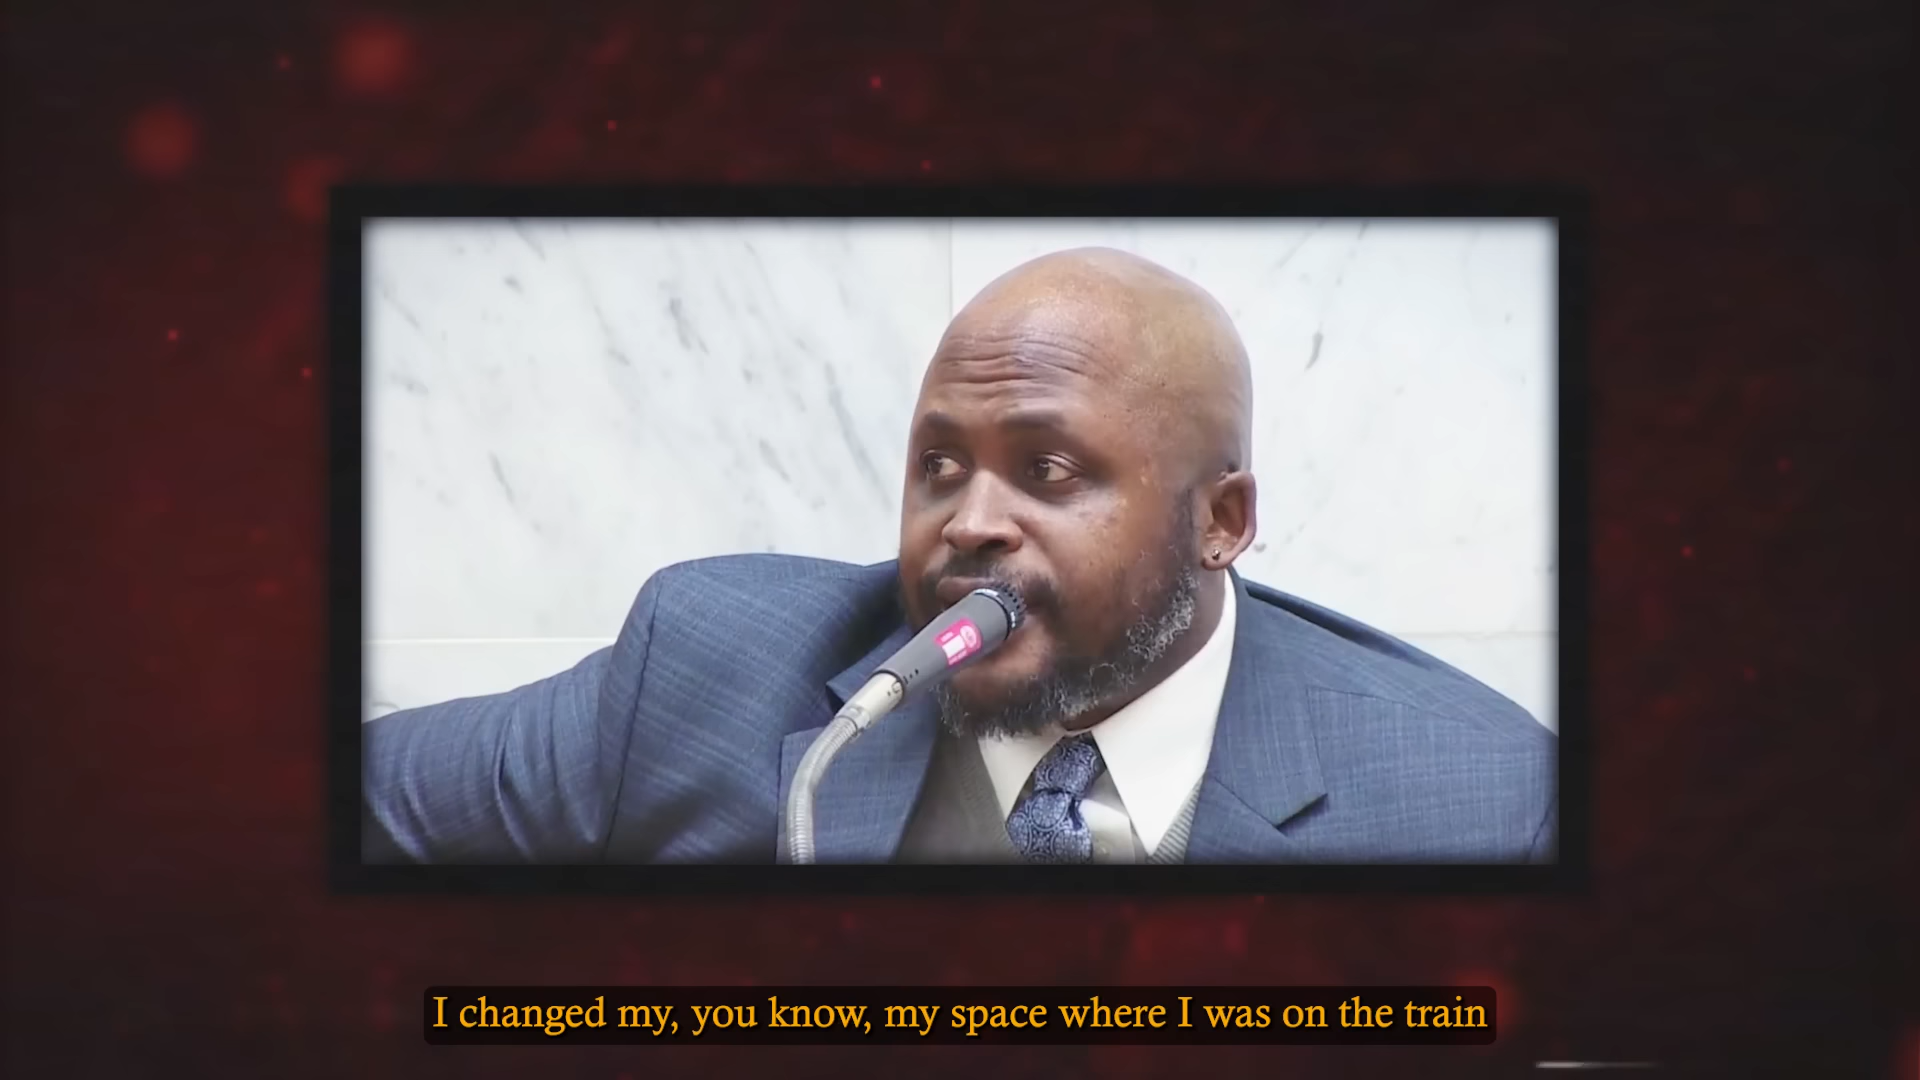 I changed my, you know, my space where I was on the train